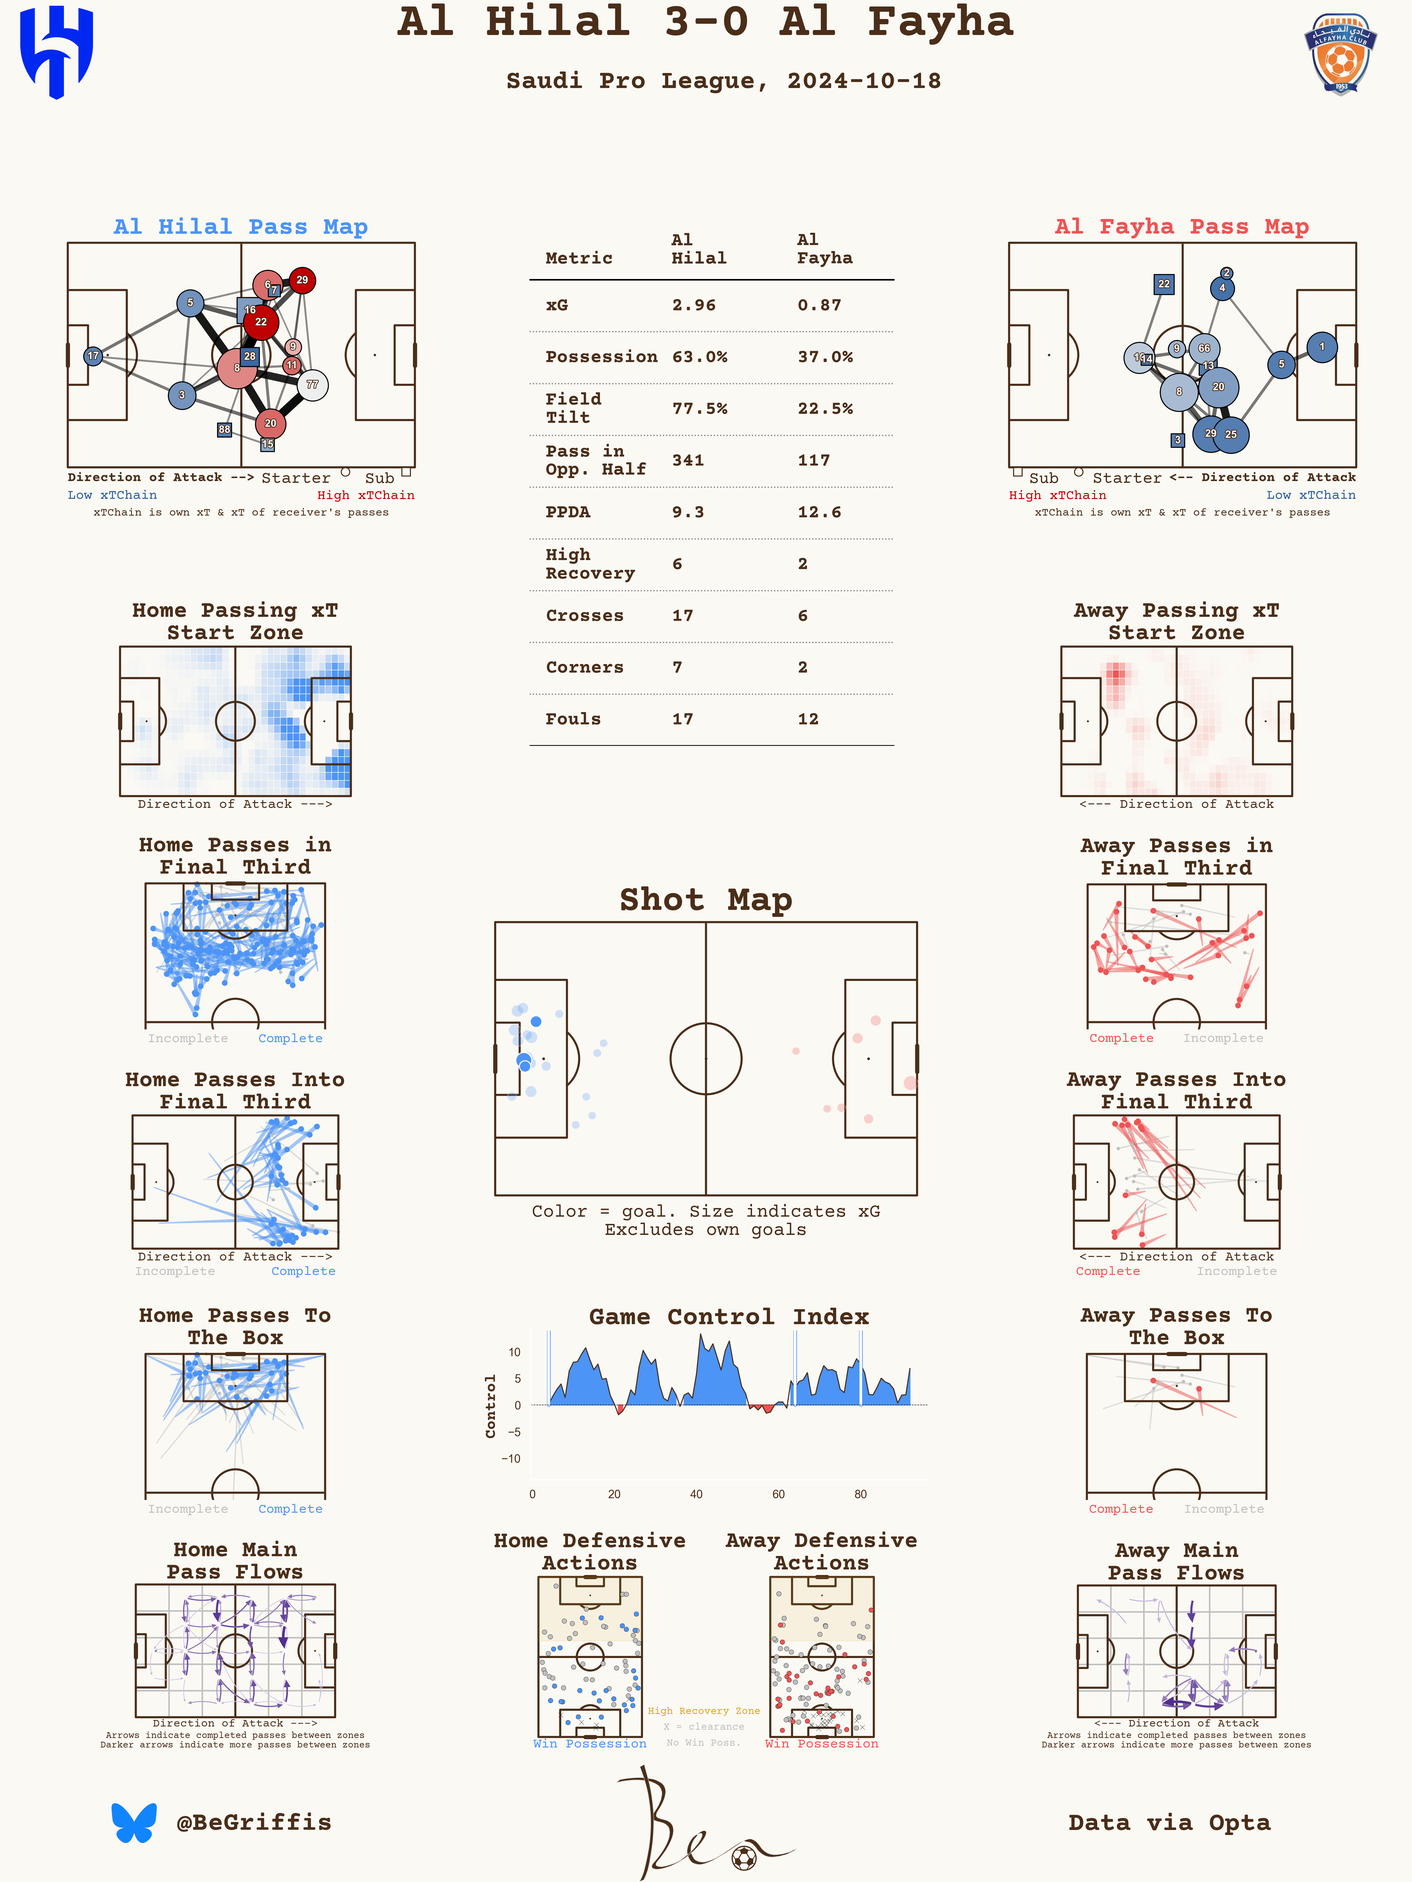 Al Hilal 3-0 Al Fayha
Saudi Pro League, 2024-10-18
نادي الفيحاء
ALFAYHA CLUB
1953
Al Hilal Pass Map
5
17
3
6
7
29
16
22
28
8
9
11
77
20
88
15
Direction of Attack --> Starter Sub
Low xTChain High xTChain
xTChain is own xT & xT of receiver's passes
Metric Al Hilal Al Fayha
xG 2.96 0.87
Possession 63.0% 37.0%
Field Tilt 77.5% 22.5%
Pass in Opp. Half 341 117
PPDA 9.3 12.6
High Recovery 6 2
Crosses 17 6
Corners 7 2
Fouls 17 12
Al Fayha Pass Map
22
2
4
14
9
66
13
5
1
8
20
3
29
25
Sub Starter <-- Direction of Attack
High xTChain Low xTChain
xTChain is own xT & xT of receiver's passes
Home Passing xT
Start Zone
Direction of Attack --->
Away Passing xT
Start Zone
<--- Direction of Attack
Home Passes in
Final Third
Incomplete Complete
Away Passes in
Final Third
Complete Incomplete
Shot Map
Color = goal. Size indicates xG
Excludes own goals
Home Passes Into
Final Third
Direction of Attack --->
Incomplete Complete
Away Passes Into
Final Third
<--- Direction of Attack
Complete Incomplete
Home Passes To
The Box
Incomplete Complete
Game Control Index
Control
10
5
0
−5
−10
0 20 40 60 80
Away Passes To
The Box
Complete Incomplete
Home Main
Pass Flows
Direction of Attack --->
Arrows indicate completed passes between zones
Darker arrows indicate more passes between zones
Home Defensive
Actions
Win Possession
High Recovery Zone
X = clearance
No Win Poss.
Away Defensive
Actions
Win Possession
Away Main
Pass Flows
<--- Direction of Attack
Arrows indicate completed passes between zones
Darker arrows indicate more passes between zones
@BeGriffis
Ben
Data via Opta